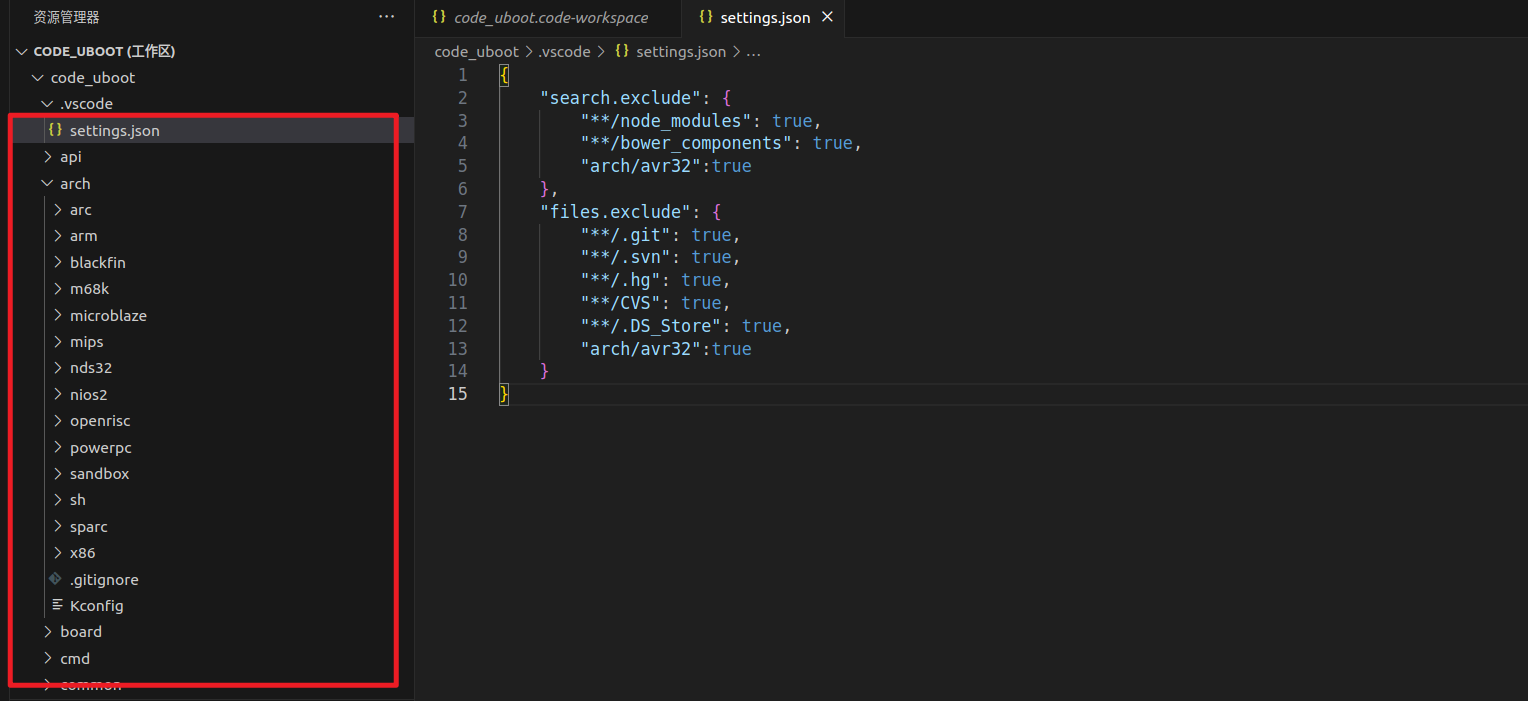 资源管理器
CODE_UBOOT (工作区)
code_uboot
.vscode
settings.json
api
arch
arc
arm
blackfin
m68k
microblaze
mips
nds32
nios2
openrisc
powerpc
sandbox
sh
sparc
x86
.gitignore
Kconfig
board
cmd
common
code_uboot.code-workspace
settings.json
code_uboot > .vscode > settings.json > ...
1 {
2 "search.exclude": {
3 "**/node_modules": true,
4 "**/bower_components": true,
5 "arch/avr32":true
6 },
7 "files.exclude": {
8 "**/.git": true,
9 "**/.svn": true,
10 "**/.hg": true,
11 "**/CVS": true,
12 "**/.DS_Store": true,
13 "arch/avr32":true
14 }
15 }